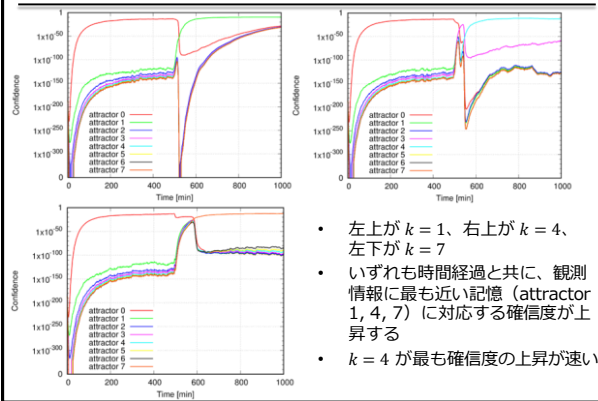 1
1x10-50
1x10-100
1x10-150
1x10-200
1x10-250
1x10-300
0
Confidence
attractor 0
attractor 1
attractor 2
attractor 3
attractor 4
attractor 5
attractor 6
attractor 7
0 200 400 600 800 1000
Time [min]
1
1x10-50
1x10-100
1x10-150
1x10-200
1x10-250
1x10-300
0
Confidence
attractor 0
attractor 1
attractor 2
attractor 3
attractor 4
attractor 5
attractor 6
attractor 7
0 200 400 600 800 1000
Time [min]
1
1x10-50
1x10-100
1x10-150
1x10-200
1x10-250
1x10-300
0
Confidence
attractor 0
attractor 1
attractor 2
attractor 3
attractor 4
attractor 5
attractor 6
attractor 7
0 200 400 600 800 1000
Time [min]
• 左上が k = 1、右上が k = 4、
左下が k = 7
• いずれも時間経過と共に、観測
情報に最も近い記憶（attractor
1, 4, 7）に対応する確信度が上
昇する
• k = 4 が最も確信度の上昇が速い